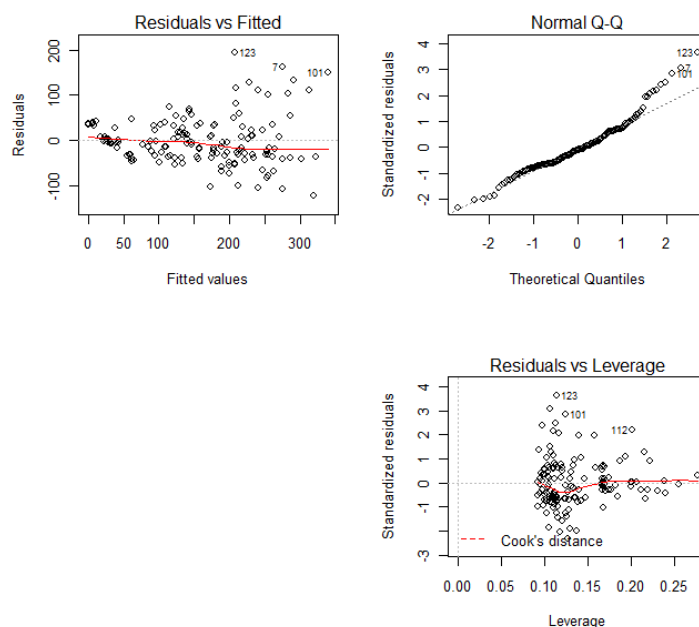 Residuals vs Fitted
Residuals
200
100
0
-100
123
7
101
0 50 100 150 200 250 300
Fitted values
Normal Q-Q
Standardized residuals
4
3
2
1
0
-1
-2
123
7
101
-2 -1 0 1 2
Theoretical Quantiles
Residuals vs Leverage
Standardized residuals
4
3
2
1
0
-1
-3
123
101
112
Cook's distance
0.00 0.05 0.10 0.15 0.20 0.25
Leverage